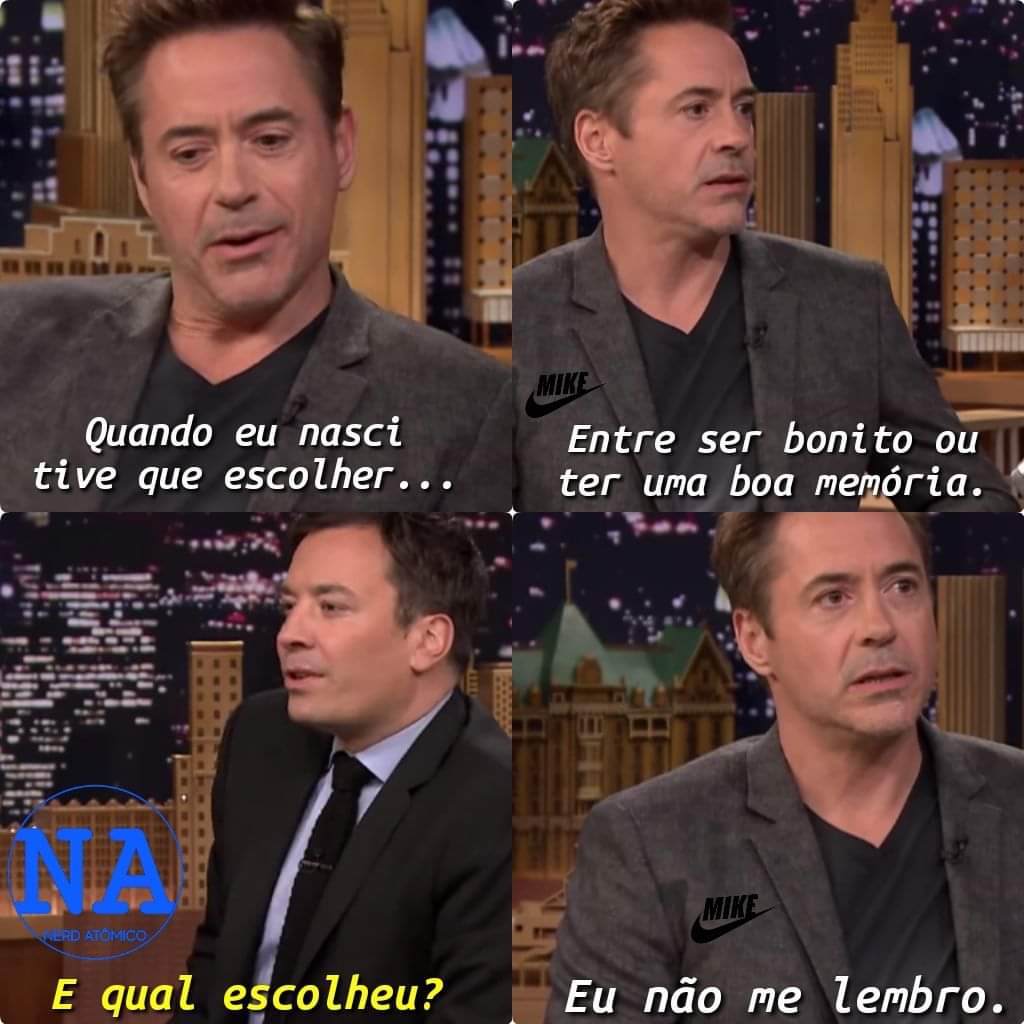 Quando eu nasci
tive que escolher...
MIKE
Entre ser bonito ou
ter uma boa memória.
NA
NERD ATÔMICO
E qual escolheu?
MIKE
Eu não me lembro.